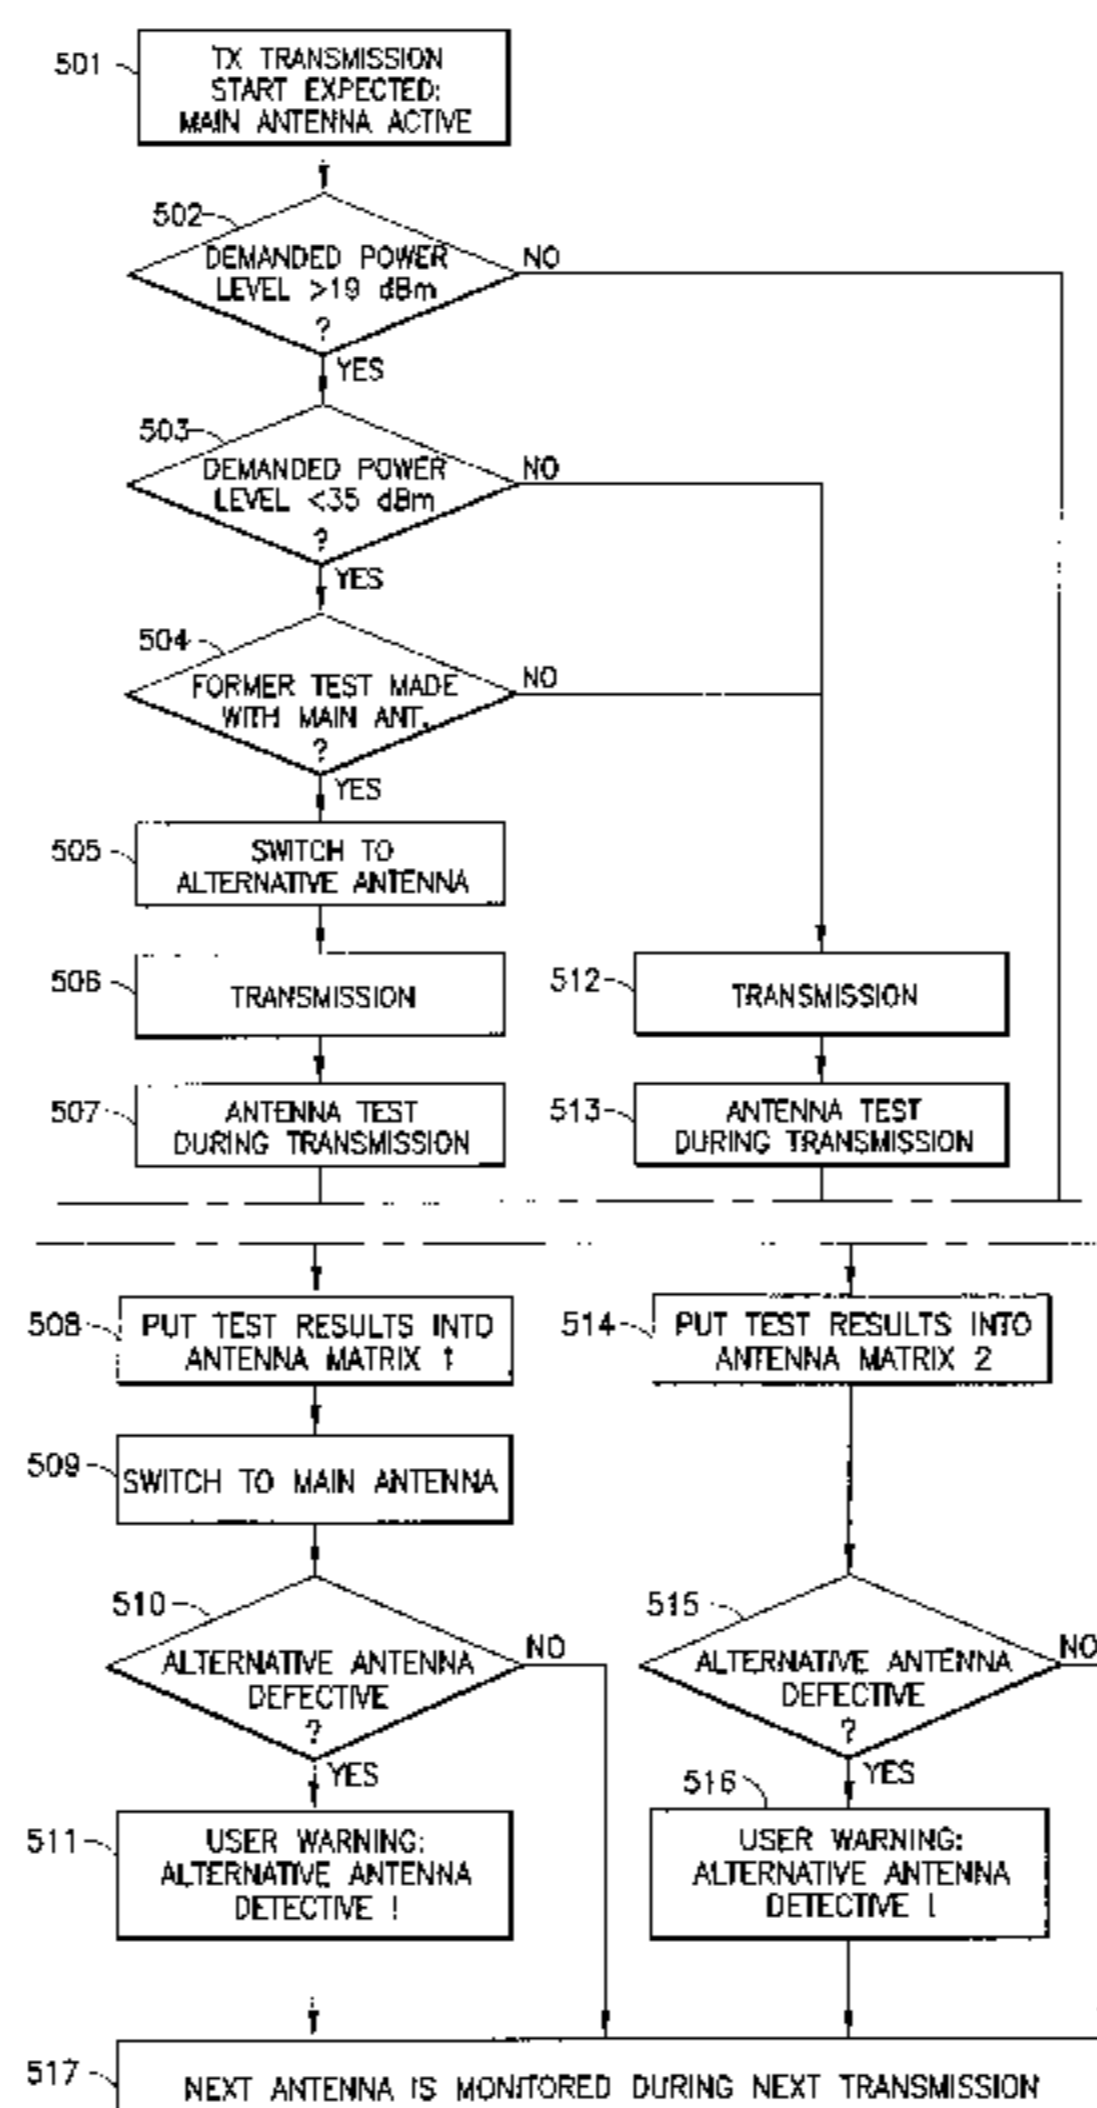 501
TX TRANSMISSION
START EXPECTED:
MAIN ANTENNA ACTIVE
502
DEMANDED POWER
LEVEL >19 dBm
?
NO
YES
503
DEMANDED POWER
LEVEL <35 dBm
?
NO
YES
504
FORMER TEST MADE
WITH MAIN ANT.
?
NO
YES
505
SWITCH TO
ALTERNATIVE ANTENNA
506
TRANSMISSION
512
TRANSMISSION
507
ANTENNA TEST
DURING TRANSMISSION
513
ANTENNA TEST
DURING TRANSMISSION
508
PUT TEST RESULTS INTO
ANTENNA MATRIX 1
514
PUT TEST RESULTS INTO
ANTENNA MATRIX 2
509
SWITCH TO MAIN ANTENNA
510
ALTERNATIVE ANTENNA
DEFECTIVE
?
NO
YES
515
ALTERNATIVE ANTENNA
DEFECTIVE
?
NO
YES
511
USER WARNING:
ALTERNATIVE ANTENNA
DETECTIVE !
516
USER WARNING:
ALTERNATIVE ANTENNA
DETECTIVE !
517
NEXT ANTENNA IS MONITORED DURING NEXT TRANSMISSION